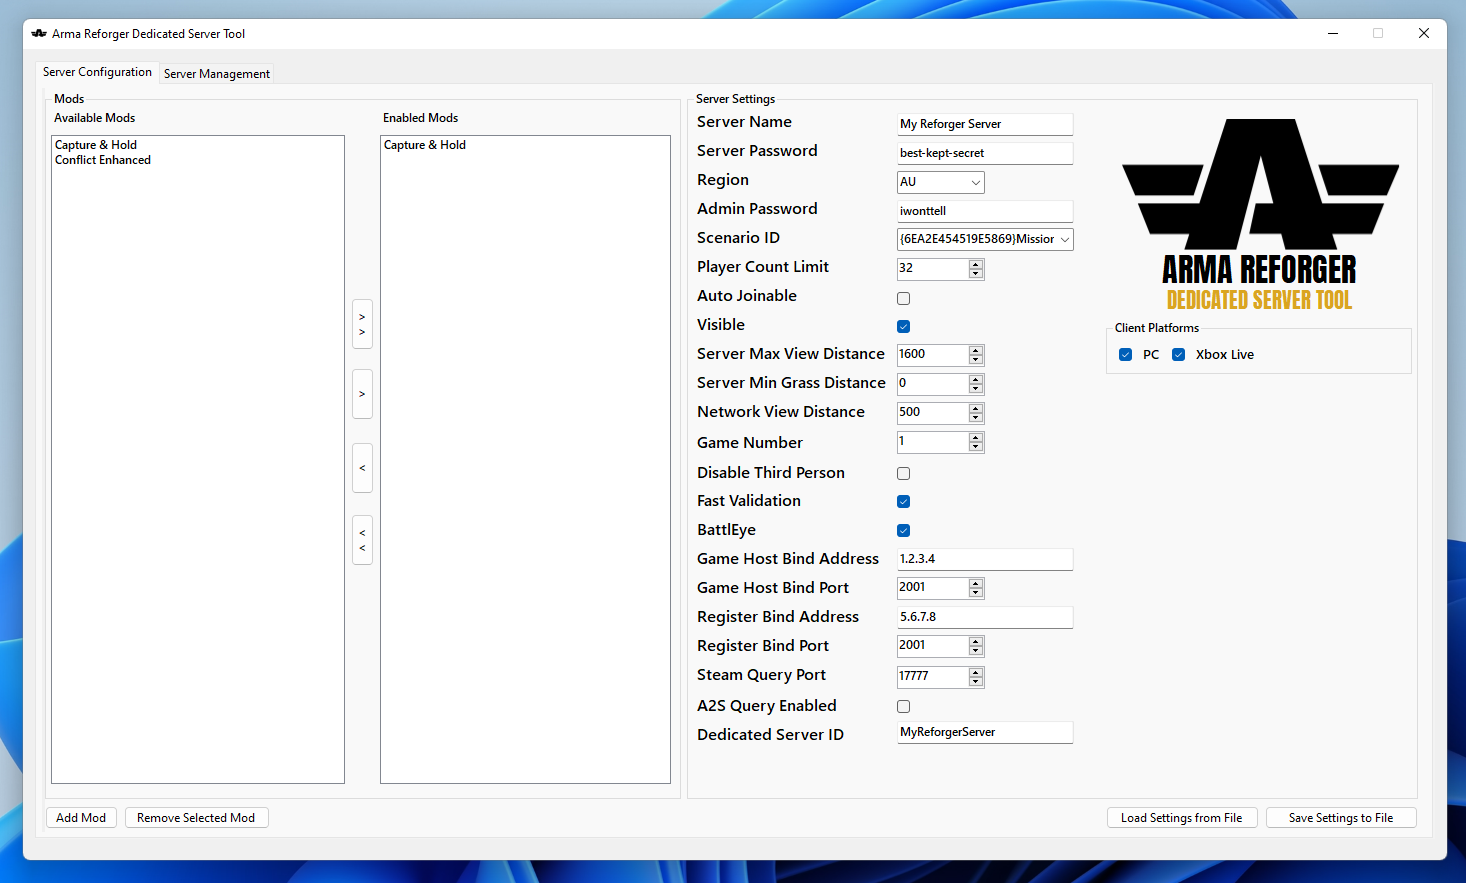 Arma Reforger Dedicated Server Tool
Server Configuration
Server Management
Mods
Available Mods
Enabled Mods
Capture & Hold
Conflict Enhanced
Capture & Hold
>
>
>
<
<
<
Add Mod
Remove Selected Mod
Server Settings
Server Name
My Reforger Server
Server Password
best-kept-secret
Region
AU
Admin Password
iwonttell
Scenario ID
{6EA2E454519E5869}Mission
Player Count Limit
32
Auto Joinable
Visible
Server Max View Distance
1600
Server Min Grass Distance
0
Network View Distance
500
Game Number
1
Disable Third Person
Fast Validation
BattlEye
Game Host Bind Address
1.2.3.4
Game Host Bind Port
2001
Register Bind Address
5.6.7.8
Register Bind Port
2001
Steam Query Port
17777
A2S Query Enabled
Dedicated Server ID
MyReforgerServer
ARMA REFORGER
DEDICATED SERVER TOOL
Client Platforms
PC
Xbox Live
Load Settings from File
Save Settings to File